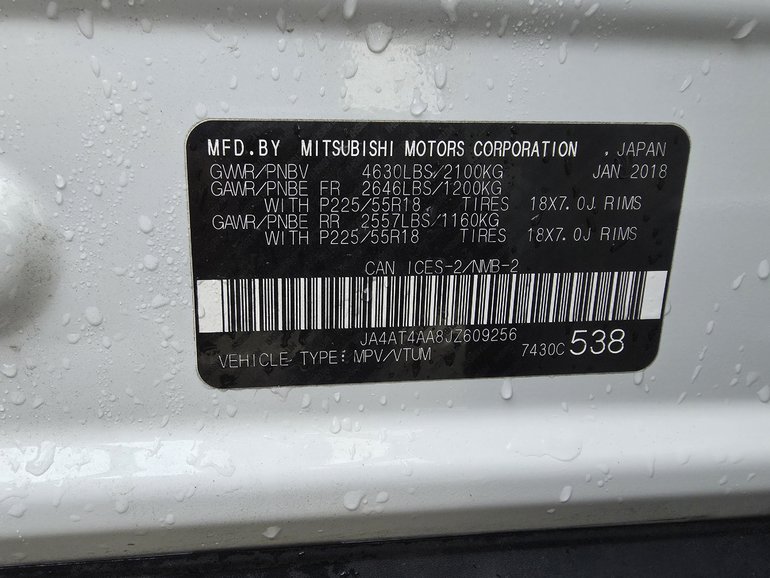 MFD.BY MITSUBISHI MOTORS CORPORATION , JAPAN
GVWR/PNBV 4630LBS/2100KG JAN 2018
GAWR/PNBE FR 2646LBS/1200KG
WITH P225/55R18 TIRES 18X7.0J RIMS
GAWR/PNBE RR 2557LBS/1160KG
WITH P225/55R18 TIRES 18X7.0J RIMS
CAN ICES-2/NMB-2
JA4AT4AA8JZ609256
VEHICLE TYPE: MPV/VTUM 7430C 538